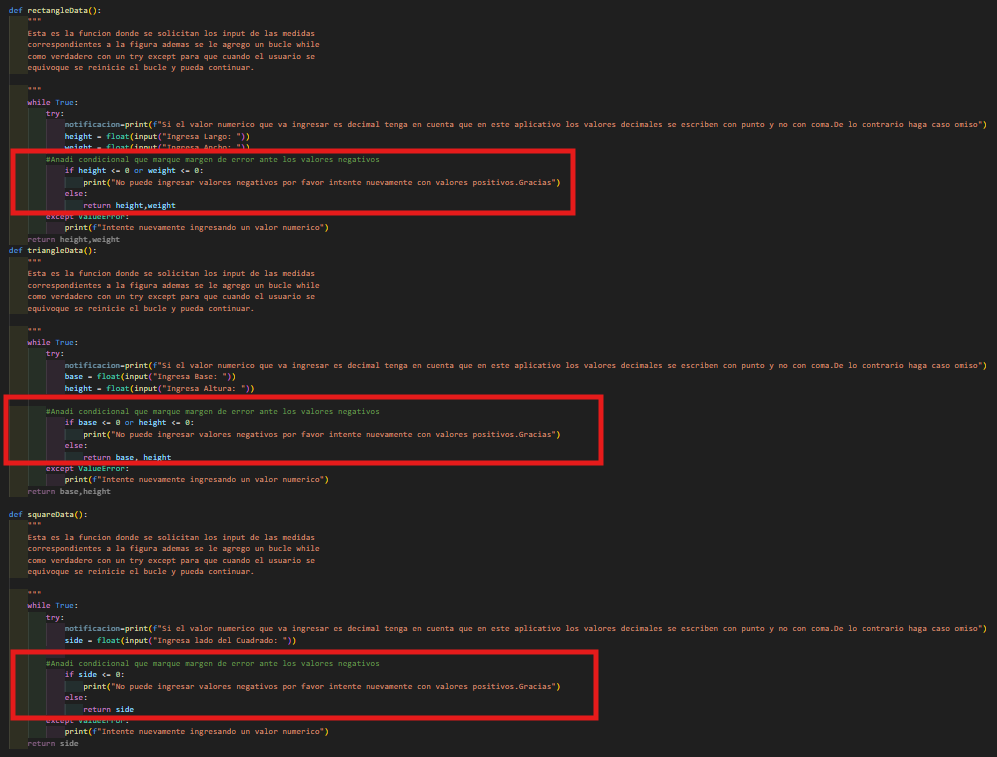 def rectangleData():
"""
Esta es la funcion donde se solicitan los input de las medidas
correspondientes a la figura ademas se le agrego un bucle while
como verdadero con un try except para que cuando el usuario se
equivoque se reinicie el bucle y pueda continuar.
"""
while True:
try:
notificacion=print(f"Si el valor numerico que va ingresar es decimal tenga en cuenta que en este aplicativo los valores decimales se escriben con punto y no con coma.De lo contrario haga caso omiso")
height = float(input("Ingresa Largo: "))
weight = float(input("Ingresa Ancho: "))
#Anadi condicional que marque margen de error ante los valores negativos
if height <= 0 or weight <= 0:
print("No puede ingresar valores negativos por favor intente nuevamente con valores positivos.Gracias")
else:
return height,weight
except ValueError:
print(f"Intente nuevamente ingresando un valor numerico")
return height,weight
def triangleData():
"""
Esta es la funcion donde se solicitan los input de las medidas
correspondientes a la figura ademas se le agrego un bucle while
como verdadero con un try except para que cuando el usuario se
equivoque se reinicie el bucle y pueda continuar.
"""
while True:
try:
notificacion=print(f"Si el valor numerico que va ingresar es decimal tenga en cuenta que en este aplicativo los valores decimales se escriben con punto y no con coma.De lo contrario haga caso omiso")
base = float(input("Ingresa Base: "))
height = float(input("Ingresa Altura: "))
#Anadi condicional que marque margen de error ante los valores negativos
if base <= 0 or height <= 0:
print("No puede ingresar valores negativos por favor intente nuevamente con valores positivos.Gracias")
else:
return base, height
except ValueError:
print(f"Intente nuevamente ingresando un valor numerico")
return base,height
def squareData():
"""
Esta es la funcion donde se solicitan los input de las medidas
correspondientes a la figura ademas se le agrego un bucle while
como verdadero con un try except para que cuando el usuario se
equivoque se reinicie el bucle y pueda continuar.
"""
while True:
try:
notificacion=print(f"Si el valor numerico que va ingresar es decimal tenga en cuenta que en este aplicativo los valores decimales se escriben con punto y no con coma.De lo contrario haga caso omiso")
side = float(input("Ingresa lado del Cuadrado: "))
#Anadi condicional que marque margen de error ante los valores negativos
if side <= 0:
print("No puede ingresar valores negativos por favor intente nuevamente con valores positivos.Gracias")
else:
return side
except ValueError:
print(f"Intente nuevamente ingresando un valor numerico")
return side